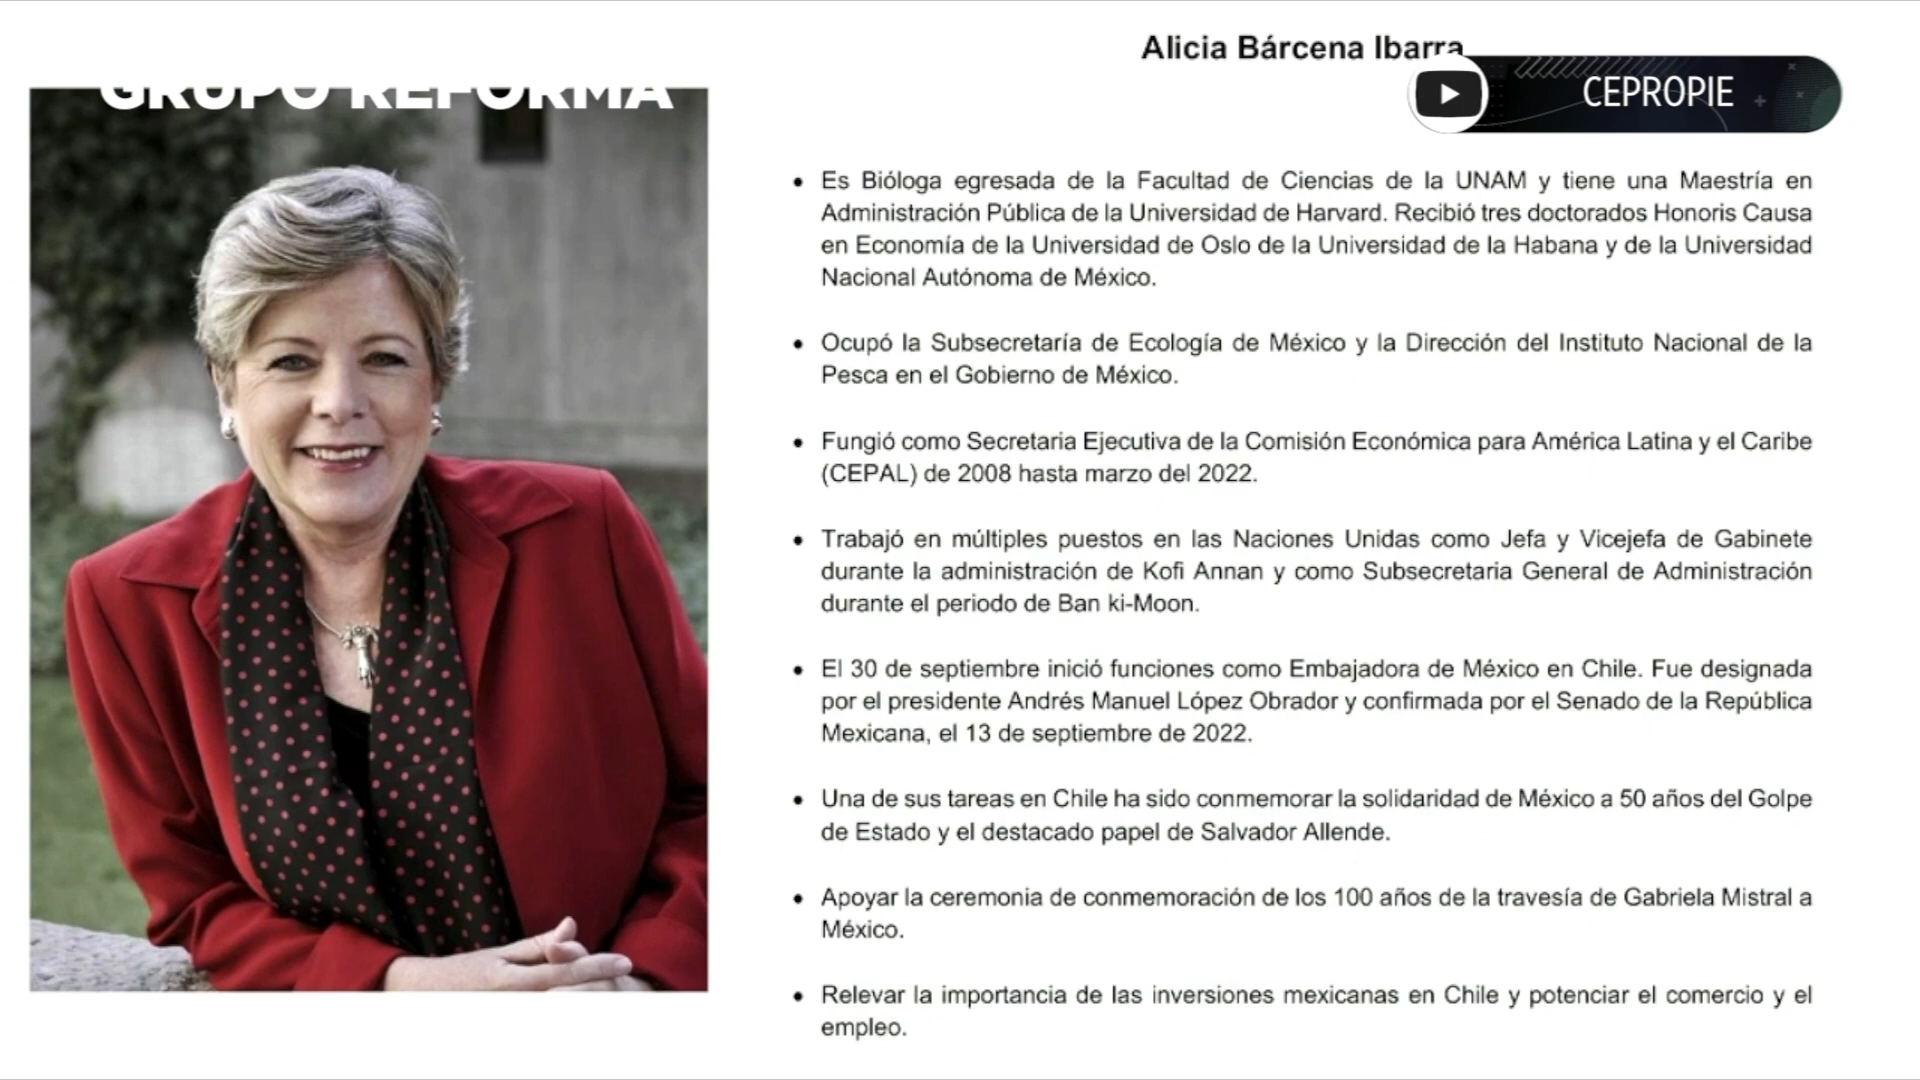 Alicia Bárcena Ibarra
GRUPO REFORMA
CEPROPIE
• Es Bióloga egresada de la Facultad de Ciencias de la UNAM y tiene una Maestría en
Administración Pública de la Universidad de Harvard. Recibió tres doctorados Honoris Causa
en Economía de la Universidad de Oslo de la Universidad de la Habana y de la Universidad
Nacional Autónoma de México.
• Ocupó la Subsecretaría de Ecología de México y la Dirección del Instituto Nacional de la
Pesca en el Gobierno de México.
• Fungió como Secretaria Ejecutiva de la Comisión Económica para América Latina y el Caribe
(CEPAL) de 2008 hasta marzo del 2022.
• Trabajó en múltiples puestos en las Naciones Unidas como Jefa y Vicejefa de Gabinete
durante la administración de Kofi Annan y como Subsecretaria General de Administración
durante el periodo de Ban ki-Moon.
• El 30 de septiembre inició funciones como Embajadora de México en Chile. Fue designada
por el presidente Andrés Manuel López Obrador y confirmada por el Senado de la República
Mexicana, el 13 de septiembre de 2022.
• Una de sus tareas en Chile ha sido conmemorar la solidaridad de México a 50 años del Golpe
de Estado y el destacado papel de Salvador Allende.
• Apoyar la ceremonia de conmemoración de los 100 años de la travesía de Gabriela Mistral a
México.
• Relevar la importancia de las inversiones mexicanas en Chile y potenciar el comercio y el
empleo.